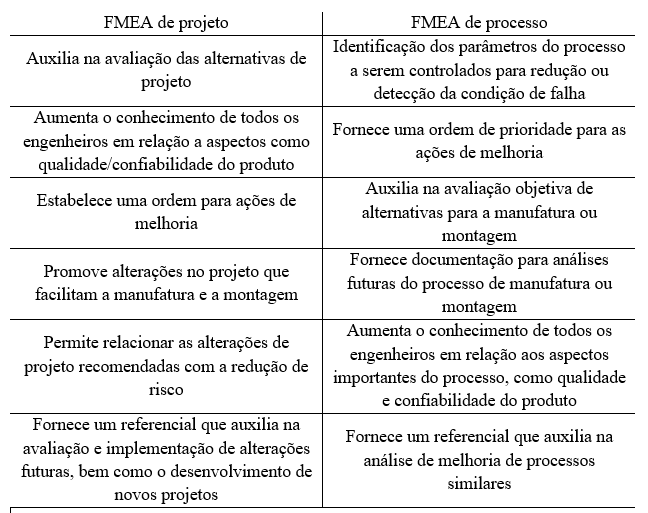 FMEA de projeto
FMEA de processo
Auxilia na avaliação das alternativas de
projeto
Identificação dos parâmetros do processo
a serem controlados para redução ou
detecção da condição de falha
Aumenta o conhecimento de todos os
engenheiros em relação a aspectos como
qualidade/confiabilidade do produto
Fornece uma ordem de prioridade para as
ações de melhoria
Estabelece uma ordem para ações de
melhoria
Auxilia na avaliação objetiva de
alternativas para a manufatura ou
montagem
Promove alterações no projeto que
facilitam a manufatura e a montagem
Fornece documentação para análises
futuras do processo de manufatura ou
montagem
Permite relacionar as alterações de
projeto recomendadas com a redução de
risco
Aumenta o conhecimento de todos os
engenheiros em relação aos aspectos
importantes do processo, como qualidade
e confiabilidade do produto
Fornece um referencial que auxilia na
avaliação e implementação de alterações
futuras, bem como o desenvolvimento de
novos projetos
Fornece um referencial que auxilia na
análise de melhoria de processos
similares